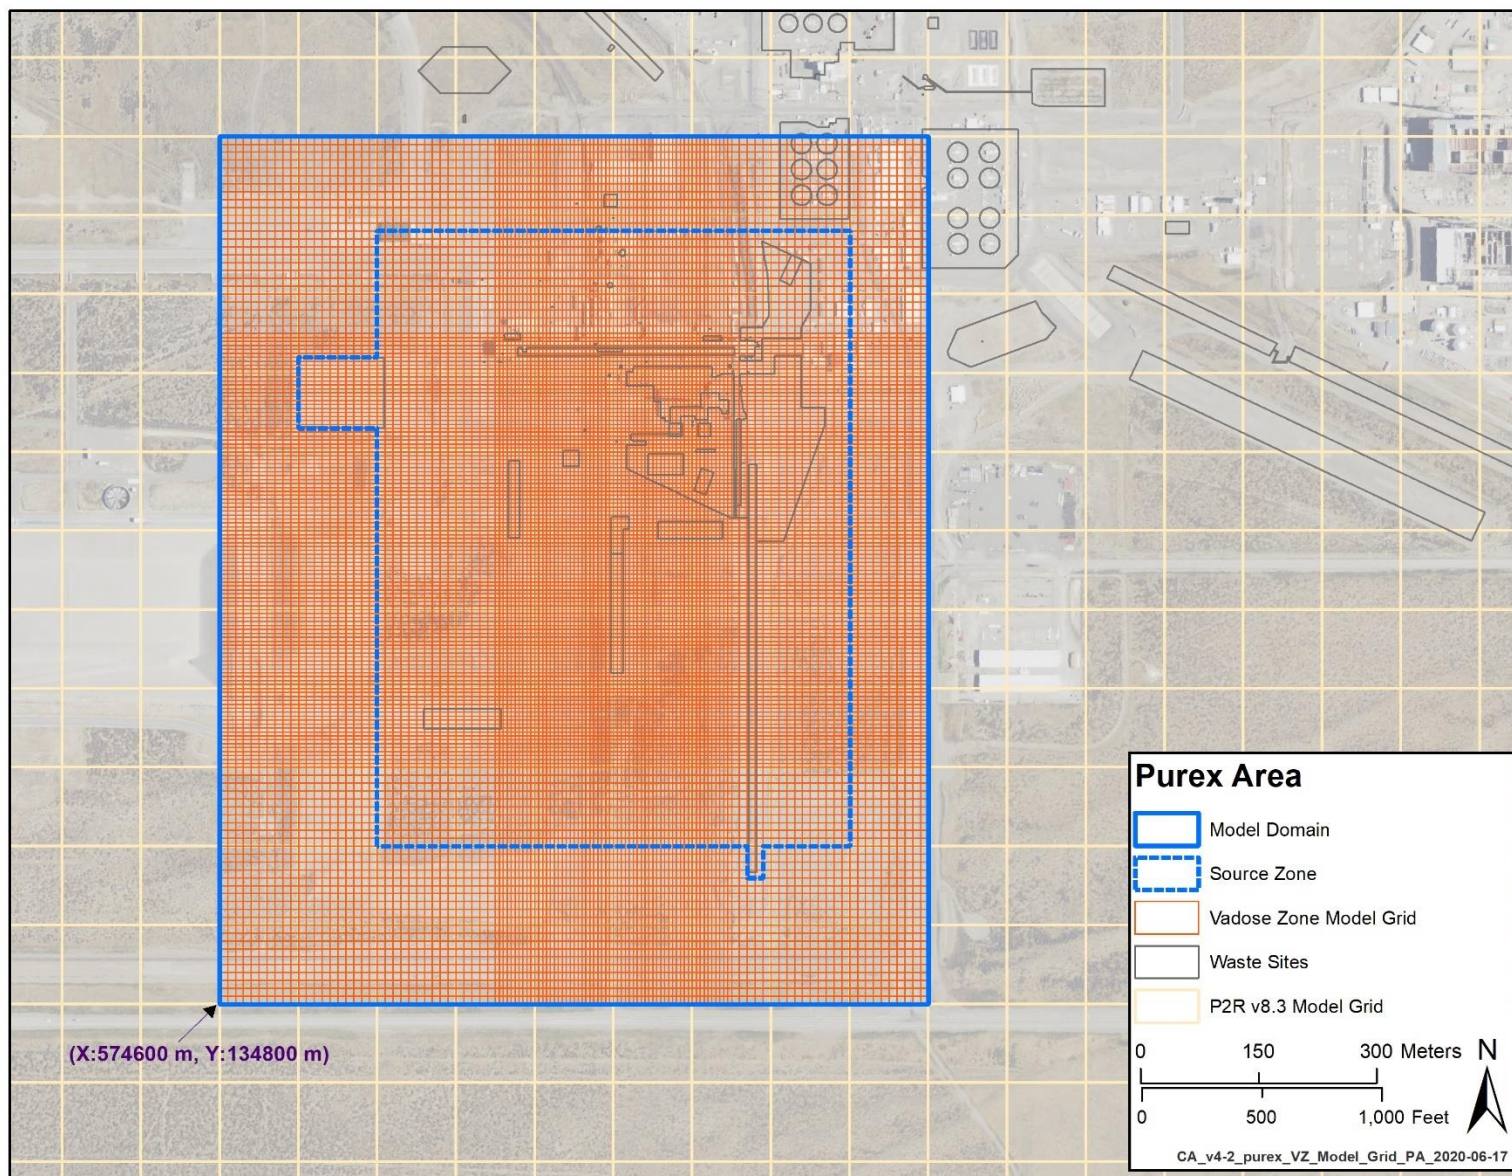 (X:574600 m, Y:134800 m)
Purex Area
Model Domain
Source Zone
Vadose Zone Model Grid
Waste Sites
P2R v8.3 Model Grid
0 150 300 Meters N
0 500 1,000 Feet
CA_v4-2_purex_VZ_Model_Grid_PA_2020-06-17